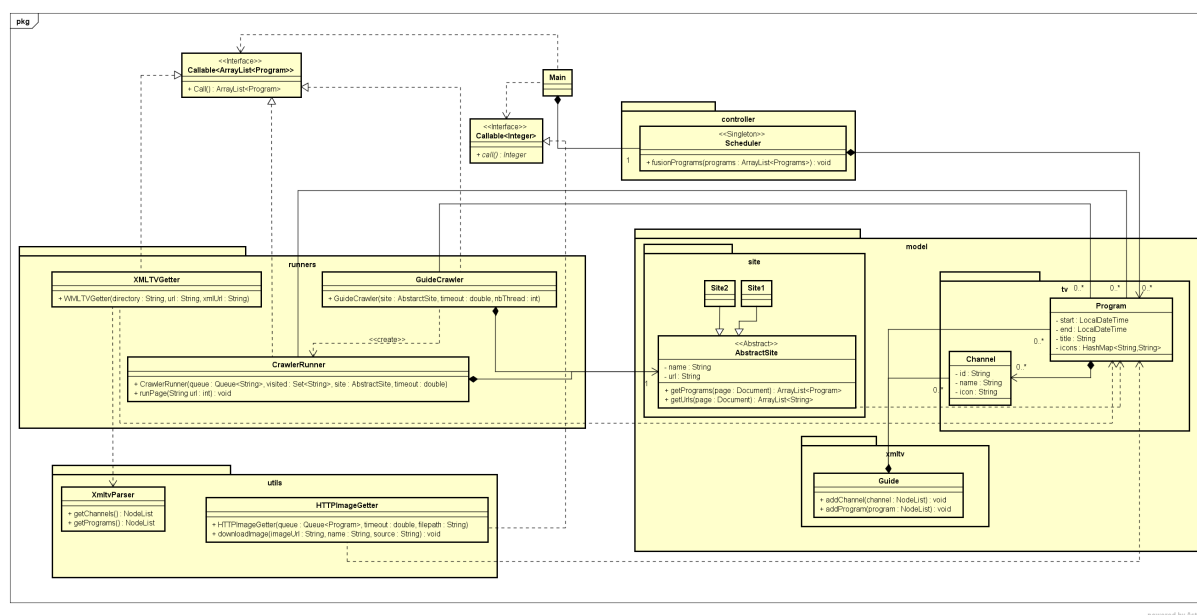 pkg
<<Interface>>
Callable<ArrayList<Program>>
+ Call() : ArrayList<Program>
Main
<<Interface>>
Callable<Integer>
+ call() : Integer
controller
<<Singleton>>
Scheduler
+ fusionPrograms(programs : ArrayList<Programs>) : void
1
runners
XMLTVGetter
+ WMLTVGetter(directory : String, url : String, xmlUrl : String)
GuideCrawler
+ GuideCrawler(site : AbstarctSite, timeout : double, nbThread : int)
<<create>>
CrawlerRunner
+ CrawlerRunner(queue : Queue<String>, visited : Set<String>, site : AbstractSite, timeout : double)
+ runPage(String url : int) : void
model
site
Site2
Site1
<<Abstract>>
AbstractSite
- name : String
- url : String
+ getPrograms(page : Document) : ArrayList<Program>
+ getUrls(page : Document) : ArrayList<String>
1
tv
0..*
0..*
0..*
Program
- start : LocalDateTime
- end : LocalDateTime
- title : String
- icons : HashMap<String,String>
0..*
Channel
- id : String
- name : String
- icon : String
0..*
0..*
xmltv
Guide
+ addChannel(channel : NodeList) : void
+ addProgram(program : NodeList) : void
utils
XmltvParser
+ getChannels() : NodeList
+ getPrograms() : NodeList
HTTPImageGetter
+ HTTPImageGetter(queue : Queue<Program>, timeout : double, filepath : String)
+ downloadImage(imageUrl : String, name : String, source : String) : void
powered by